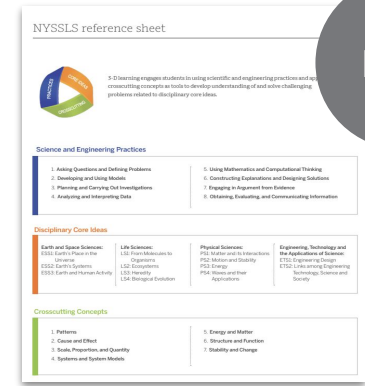 NYSSLS reference sheet
PRACTICES
CORE IDEAS
CROSSCUTTING
3-D learning engages students in using scientific and engineering practices and
crosscutting concepts as tools to develop understanding of and solve challenging
problems related to disciplinary core ideas.
Science and Engineering Practices
1. Asking Questions and Defining Problems
2. Developing and Using Models
3. Planning and Carrying Out Investigations
4. Analyzing and Interpreting Data
5. Using Mathematics and Computational Thinking
6. Constructing Explanations and Designing Solutions
7. Engaging in Argument from Evidence
8. Obtaining, Evaluating, and Communicating Information
Disciplinary Core Ideas
Earth and Space Sciences:
ESS1: Earth's Place in the
Universe
ESS2: Earth's Systems
ESS3: Earth and Human Activity
Life Sciences:
LS1: From Molecules to
Organisms
LS2: Ecosystems
LS3: Heredity
LS4: Biological Evolution
Physical Sciences:
PS1: Matter and its Interactions
PS2: Motion and Stability
PS3: Energy
PS4: Waves and their
Applications
Engineering, Technology and
the Applications of Science:
ETS1: Engineering Design
ETS2: Links among Engineering
Technology, Science and
Society
Crosscutting Concepts
1. Patterns
2. Cause and Effect
3. Scale, Proportion, and Quantity
4. Systems and System Models
5. Energy and Matter
6. Structure and Function
7. Stability and Change